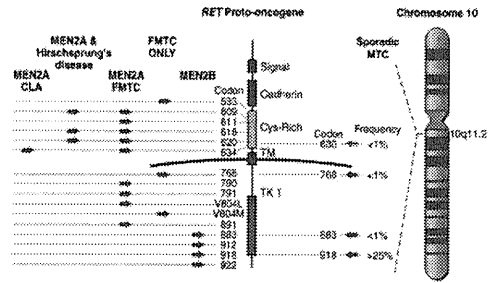 RET Proto-oncogene
Chromosome 10
MEN2A &
Hirschsprung's
disease
FMTC
ONLY
Sporadic
MTC
MEN2A
CLA
MEN2A
FMTC
MEN2B
Codon
Signal
Cadherin
Cys-Rich
TM
TK 1
533
609
611
618
620
634
768
790
791
V804L
V804M
891
883
912
918
922
Codon
Frequency
630
<1%
768
<1%
883
<1%
918
>25%
10q11.2